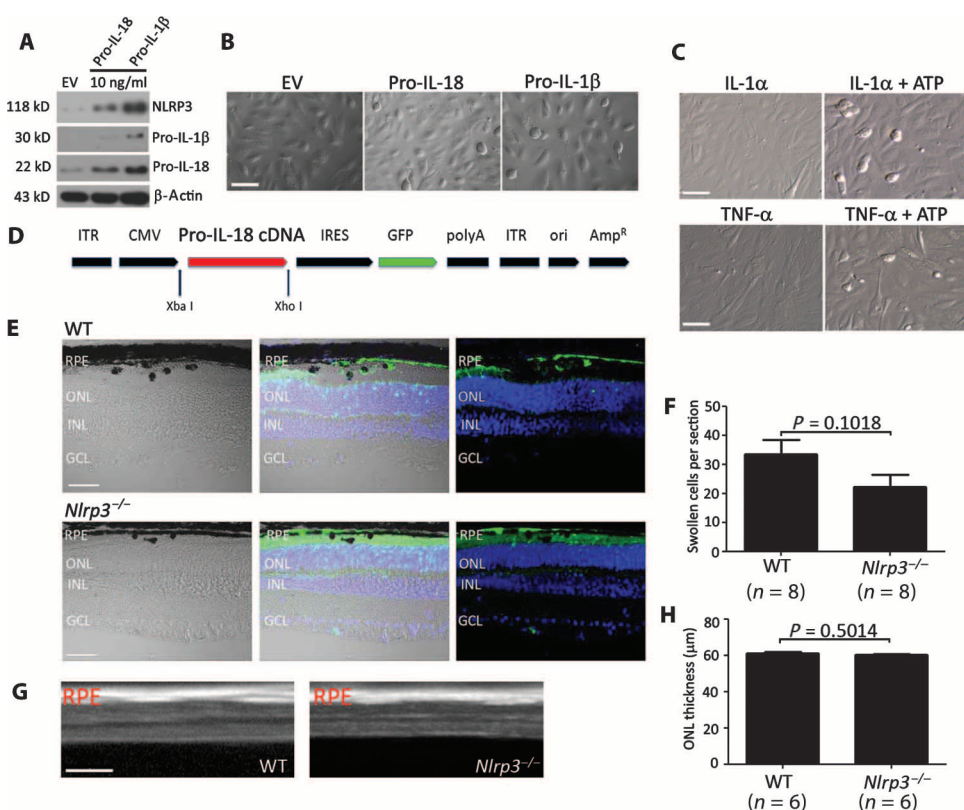 A
Pro-IL-18
Pro-IL-1β
EV
10 ng/ml
118 kD
NLRP3
30 kD
Pro-IL-1β
22 kD
Pro-IL-18
43 kD
β-Actin
B
EV
Pro-IL-18
Pro-IL-1β
C
IL-1α
IL-1α + ATP
TNF-α
TNF-α + ATP
D
ITR CMV Pro-IL-18 cDNA IRES GFP polyA ITR ori Amp^R
Xba I
Xho I
E
WT
RPE
ONL
INL
GCL
RPE
ONL
INL
GCL
RPE
ONL
INL
GCL
Nlrp3−/−
RPE
ONL
INL
GCL
RPE
ONL
INL
GCL
RPE
ONL
INL
GCL
F
Swollen cells per section
50
40
30
20
10
0
P = 0.1018
WT
(n = 8)
Nlrp3−/−
(n = 8)
G
RPE
WT
RPE
Nlrp3−/−
H
ONL thickness (μm)
80
60
40
20
0
P = 0.5014
WT
(n = 6)
Nlrp3−/−
(n = 6)